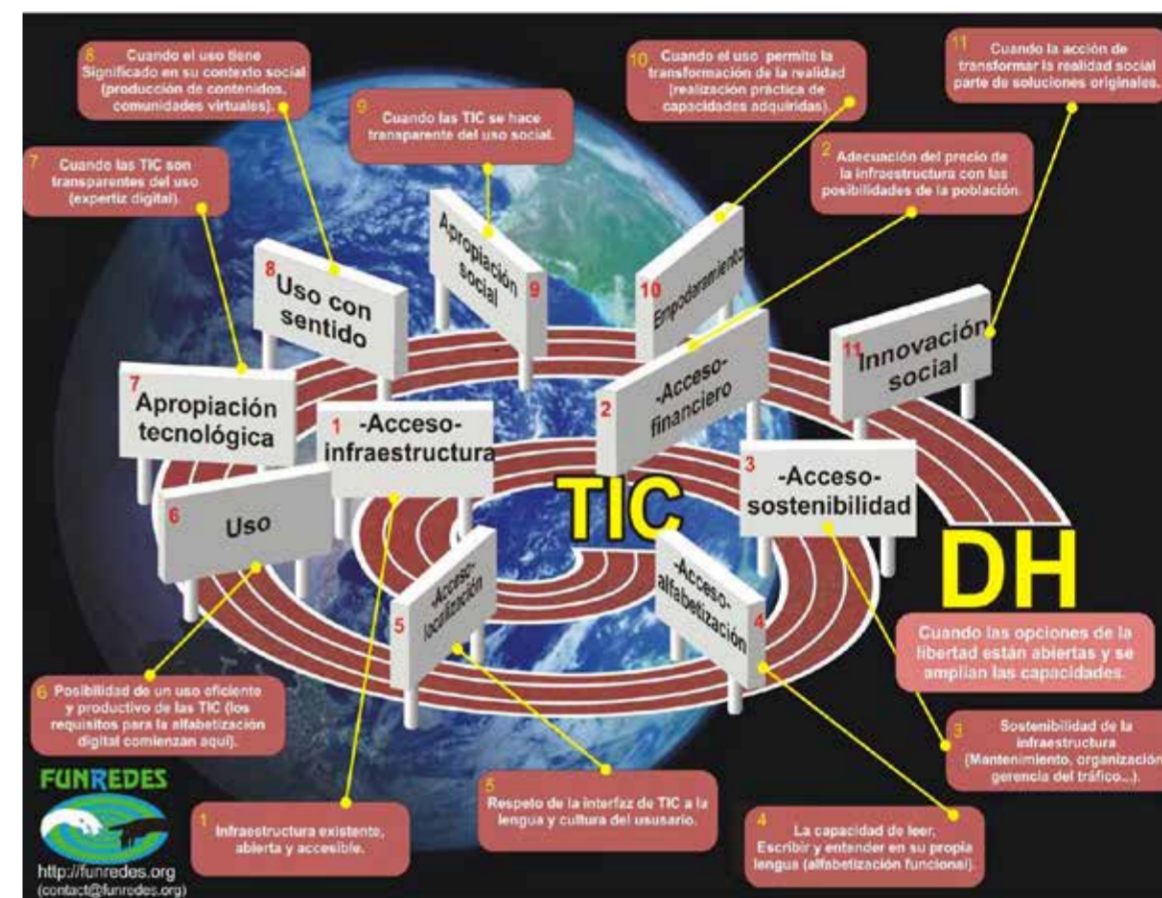 8
Cuando el uso tiene
Significado en su contexto social
(producción de contenidos,
comunidades virtuales).
9
Cuando las TIC se hace
transparente del uso social.
10
Cuando el uso permite la
transformación de la realidad
(realización práctica de
capacidades adquiridas).
11
Cuando la acción de
transformar la realidad social
parte de soluciones originales.
7
Cuando las TIC son
transparentes del uso
(expertiz digital).
2
Adecuación del precio de
la infraestructura con las
posibilidades de la población.
8
Uso con
sentido
Apropiación
social
9
10
Empoderamiento
11
Innovación
social
7
Apropiación
tecnológica
1
-Acceso-
infraestructura
2
-Acceso-
financiero
3
-Acceso-
sostenibilidad
6
Uso
TIC
5
-Acceso-
localización
-Acceso-
alfabetización
4
DH
Cuando las opciones de la
libertad están abiertas y se
amplian las capacidades.
6
Posibilidad de un uso eficiente
y productivo de las TIC (los
requisitos para la alfabetización
digital comienzan aquí).
3
Sostenibilidad de la
infraestructura
(Mantenimiento, organización
gerencia del tráfico...).
FUNREDES
http://funredes.org
(contact@funredes.org)
1
Infraestructura existente,
abierta y accesible.
5
Respeto de la interfaz de TIC a la
lengua y cultura del ususario.
4
La capacidad de leer,
Escribir y entender en su propia
lengua (alfabetización funcional).